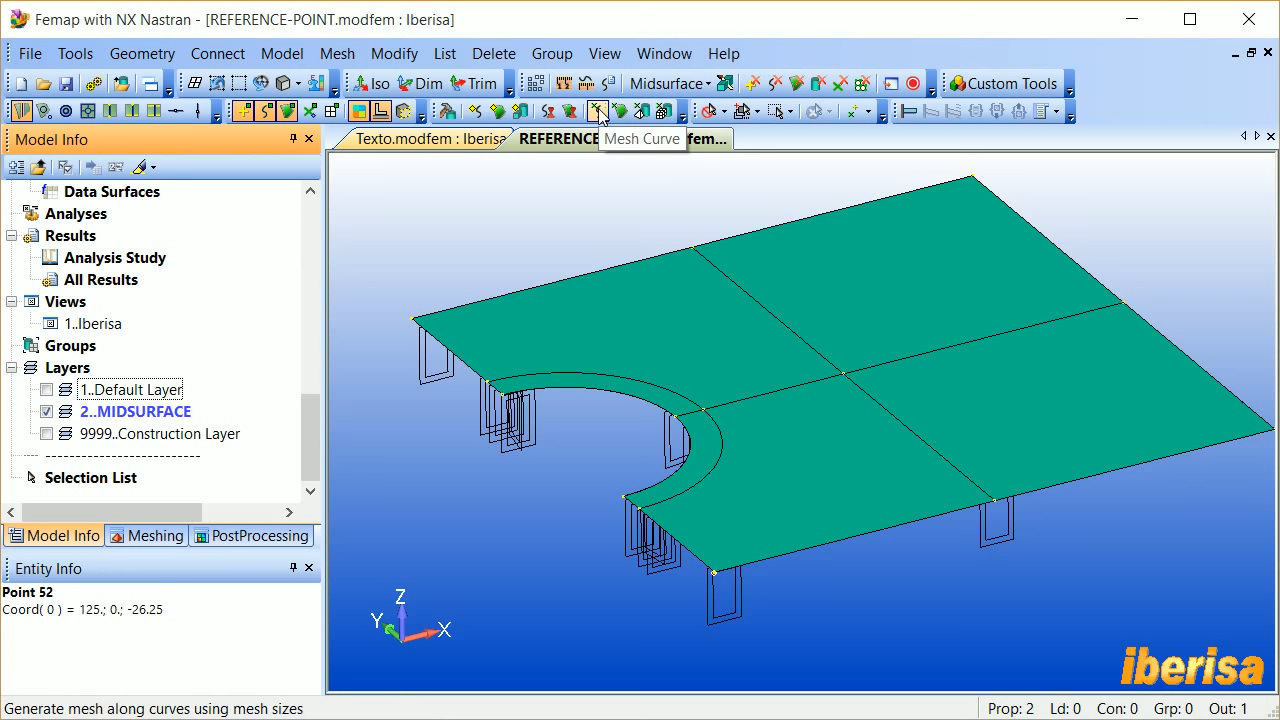 Femap with NX Nastran - [REFERENCE-POINT.modfem : Iberisa]
File Tools Geometry Connect Model Mesh Modify List Delete Group View Window Help
Iso Dim Trim Midsurface Custom Tools
Model Info
Texto.modfem : Iberisa
REFERENCE
fem...
Mesh Curve
Data Surfaces
Analyses
Results
Analysis Study
All Results
Views
1..Iberisa
Groups
Layers
1..Default Layer
2..MIDSURFACE
9999..Construction Layer
Selection List
Model Info Meshing PostProcessing
Entity Info
Point 52
Coord( 0 ) = 125.; 0.; -26.25
Z
Y
X
iberisa
Generate mesh along curves using mesh sizes
Prop: 2 Ld: 0 Con: 0 Grp: 0 Out: 1